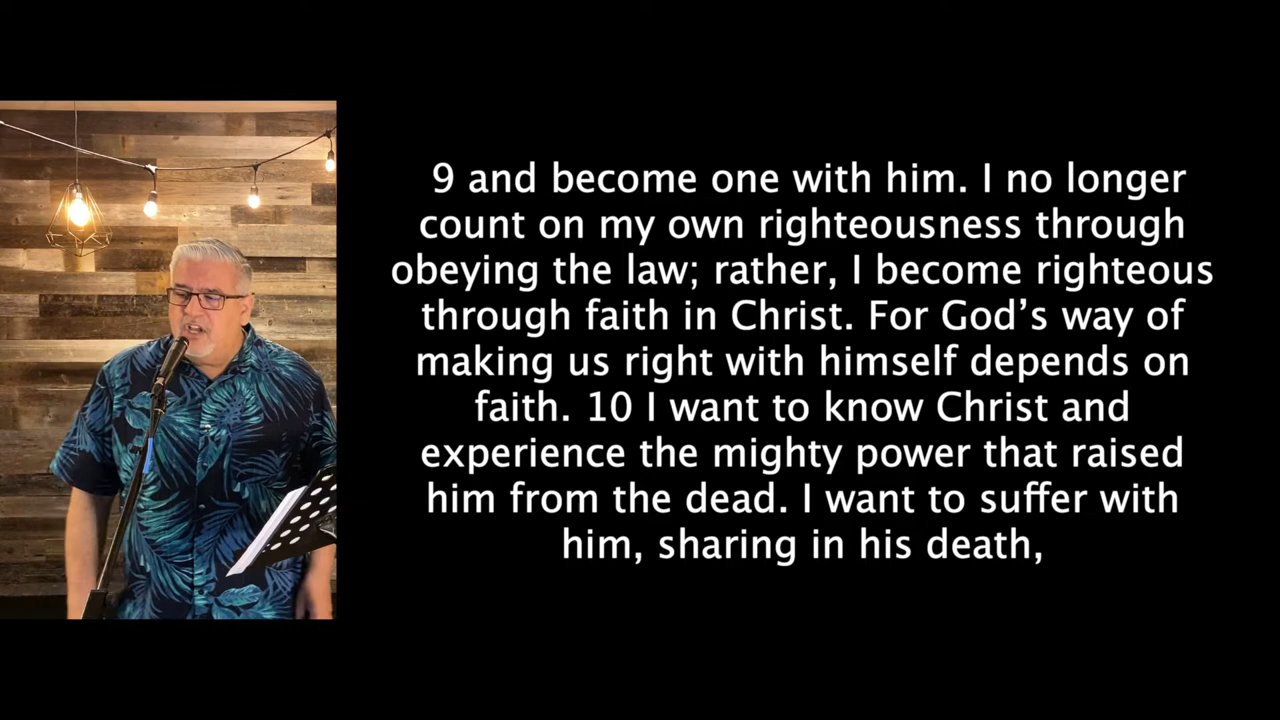 9 and become one with him. I no longer
count on my own righteousness through
obeying the law; rather, I become righteous
through faith in Christ. For God’s way of
making us right with himself depends on
faith. 10 I want to know Christ and
experience the mighty power that raised
him from the dead. I want to suffer with
him, sharing in his death,